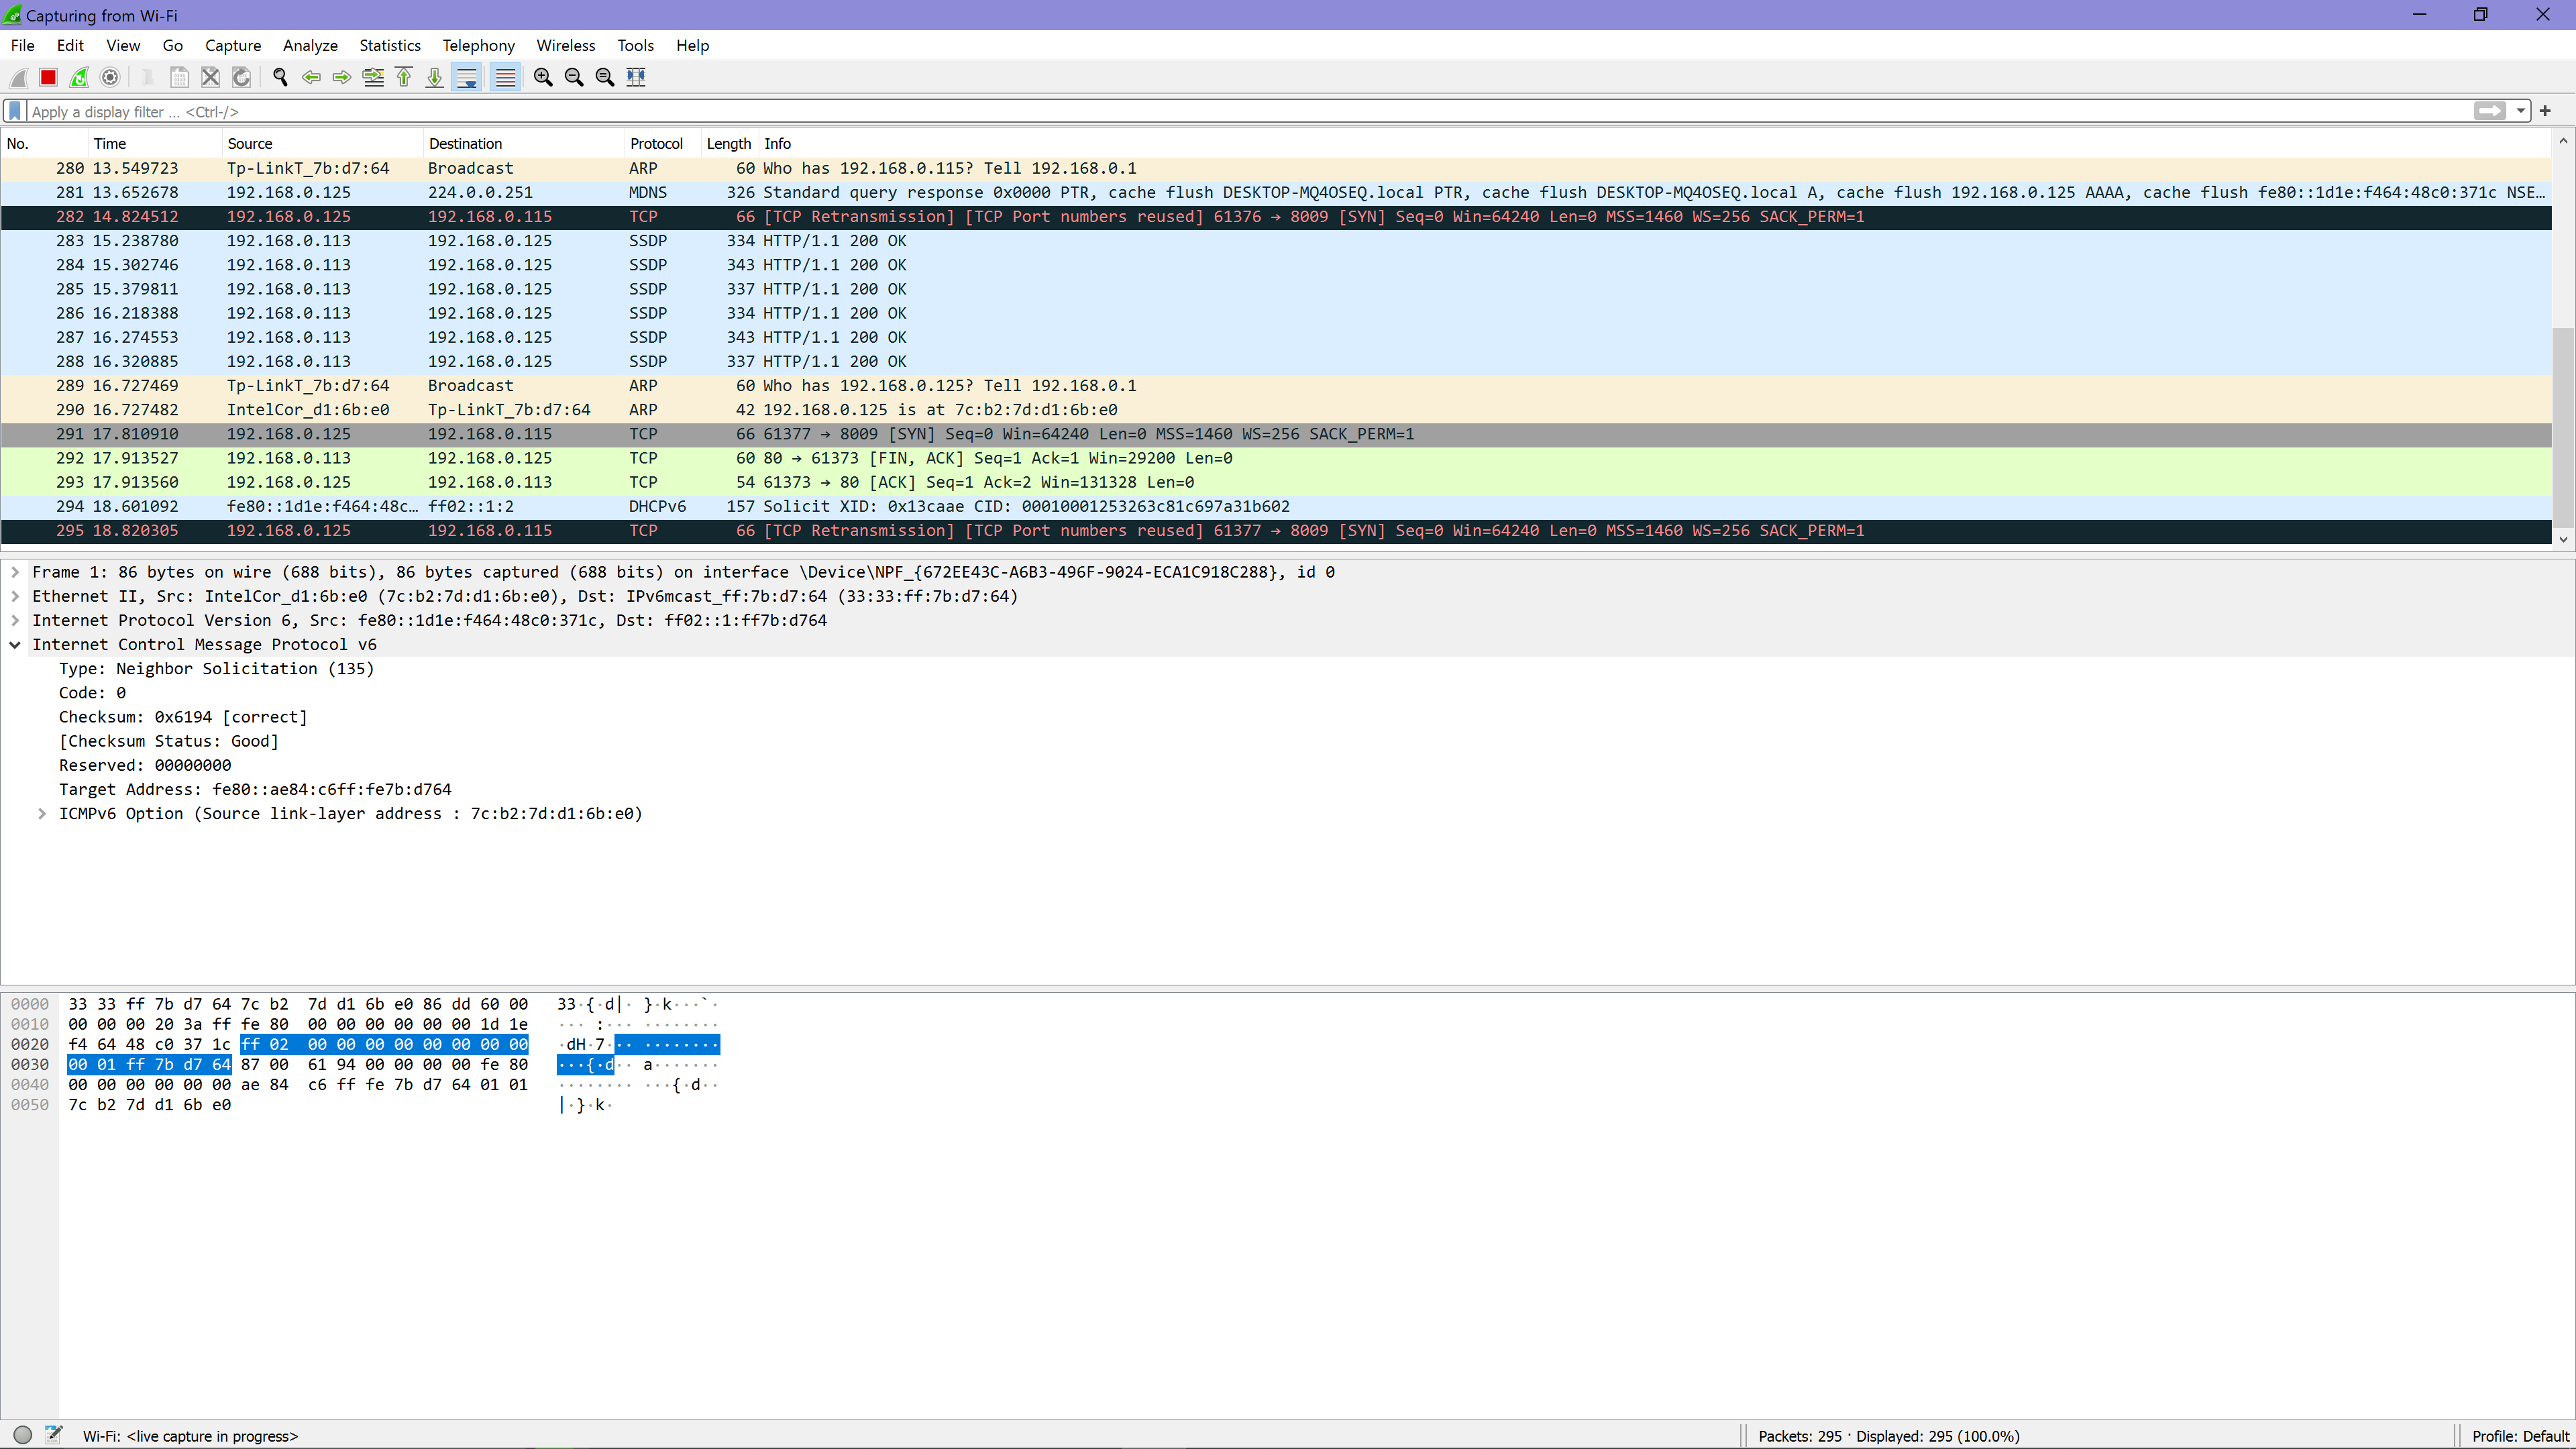 Capturing from Wi-Fi
File Edit View Go Capture Analyze Statistics Telephony Wireless Tools Help
Apply a display filter ... <Ctrl-/>
No. Time Source Destination Protocol Length Info
280 13.549723 Tp-LinkT_7b:d7:64 Broadcast ARP 60 Who has 192.168.0.115? Tell 192.168.0.1
281 13.652678 192.168.0.125 224.0.0.251 MDNS 326 Standard query response 0x0000 PTR, cache flush DESKTOP-MQ4OSEQ.local PTR, cache flush DESKTOP-MQ4OSEQ.local A, cache flush 192.168.0.125 AAAA, cache flush fe80::1d1e:f464:48c0:371c NSE…
282 14.824512 192.168.0.125 192.168.0.115 TCP 66 [TCP Retransmission] [TCP Port numbers reused] 61376 → 8009 [SYN] Seq=0 Win=64240 Len=0 MSS=1460 WS=256 SACK_PERM=1
283 15.238780 192.168.0.113 192.168.0.125 SSDP 334 HTTP/1.1 200 OK
284 15.302746 192.168.0.113 192.168.0.125 SSDP 343 HTTP/1.1 200 OK
285 15.379811 192.168.0.113 192.168.0.125 SSDP 337 HTTP/1.1 200 OK
286 16.218388 192.168.0.113 192.168.0.125 SSDP 334 HTTP/1.1 200 OK
287 16.274553 192.168.0.113 192.168.0.125 SSDP 343 HTTP/1.1 200 OK
288 16.320885 192.168.0.113 192.168.0.125 SSDP 337 HTTP/1.1 200 OK
289 16.727469 Tp-LinkT_7b:d7:64 Broadcast ARP 60 Who has 192.168.0.125? Tell 192.168.0.1
290 16.727482 IntelCor_d1:6b:e0 Tp-LinkT_7b:d7:64 ARP 42 192.168.0.125 is at 7c:b2:7d:d1:6b:e0
291 17.810910 192.168.0.125 192.168.0.115 TCP 66 61377 → 8009 [SYN] Seq=0 Win=64240 Len=0 MSS=1460 WS=256 SACK_PERM=1
292 17.913527 192.168.0.113 192.168.0.125 TCP 60 80 → 61373 [FIN, ACK] Seq=1 Ack=1 Win=29200 Len=0
293 17.913560 192.168.0.125 192.168.0.113 TCP 54 61373 → 80 [ACK] Seq=1 Ack=2 Win=131328 Len=0
294 18.601092 fe80::1d1e:f464:48c… ff02::1:2 DHCPv6 157 Solicit XID: 0x13caae CID: 00010001253263c81c697a31b602
295 18.820305 192.168.0.125 192.168.0.115 TCP 66 [TCP Retransmission] [TCP Port numbers reused] 61377 → 8009 [SYN] Seq=0 Win=64240 Len=0 MSS=1460 WS=256 SACK_PERM=1
Frame 1: 86 bytes on wire (688 bits), 86 bytes captured (688 bits) on interface \Device\NPF_{672EE43C-A6B3-496F-9024-ECA1C918C288}, id 0
Ethernet II, Src: IntelCor_d1:6b:e0 (7c:b2:7d:d1:6b:e0), Dst: IPv6mcast_ff:7b:d7:64 (33:33:ff:7b:d7:64)
Internet Protocol Version 6, Src: fe80::1d1e:f464:48c0:371c, Dst: ff02::1:ff7b:d764
Internet Control Message Protocol v6
Type: Neighbor Solicitation (135)
Code: 0
Checksum: 0x6194 [correct]
[Checksum Status: Good]
Reserved: 00000000
Target Address: fe80::ae84:c6ff:fe7b:d764
ICMPv6 Option (Source link-layer address : 7c:b2:7d:d1:6b:e0)
0000 33 33 ff 7b d7 64 7c b2 7d d1 6b e0 86 dd 60 00 33·{·d|· }·k···`·
0010 00 00 00 20 3a ff fe 80 00 00 00 00 00 00 1d 1e ··· :··· ········
0020 f4 64 48 c0 37 1c ff 02 00 00 00 00 00 00 00 00 ·dH·7··· ········
0030 00 01 ff 7b d7 64 87 00 61 94 00 00 00 00 fe 80 ···{·d·· a·······
0040 00 00 00 00 00 00 ae 84 c6 ff fe 7b d7 64 01 01 ········ ···{·d··
0050 7c b2 7d d1 6b e0 |·}·k·
Wi-Fi: <live capture in progress> Packets: 295 · Displayed: 295 (100.0%) Profile: Default